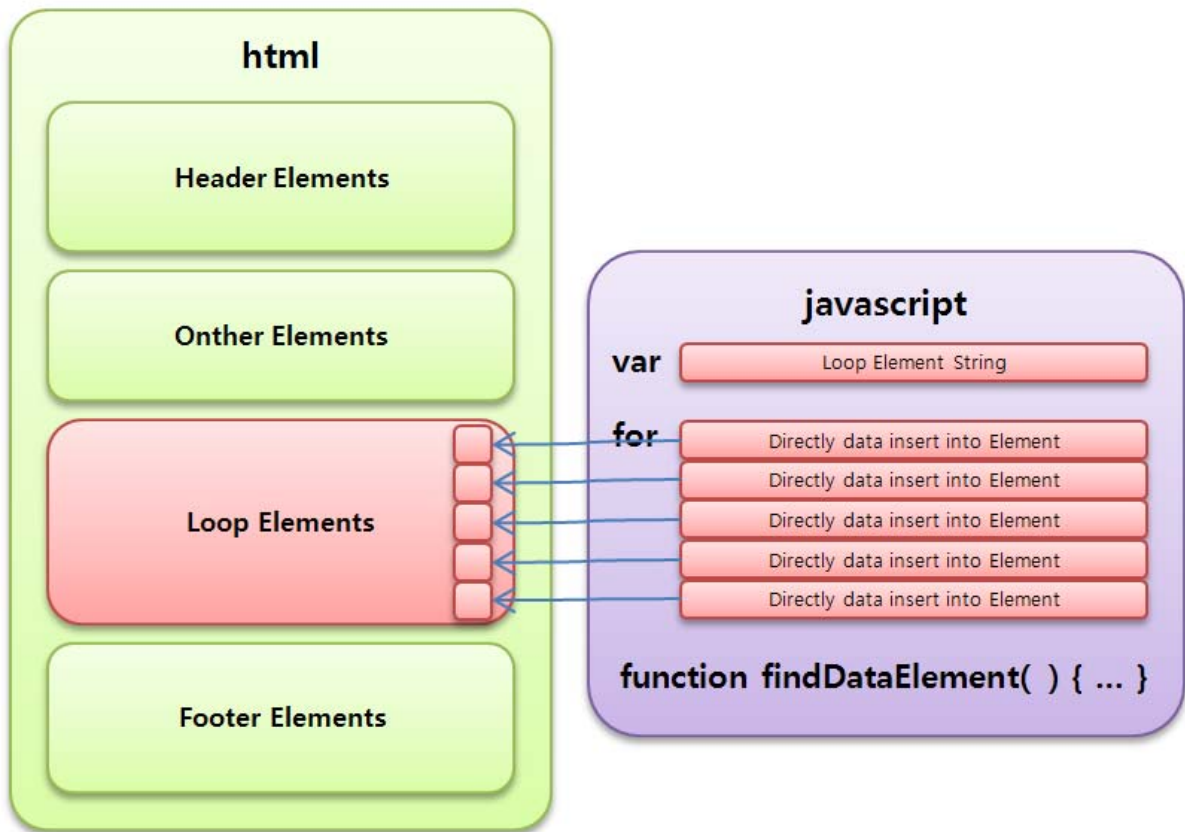 html
Header Elements
Onther Elements
Loop Elements
Footer Elements
javascript
var
Loop Element String
for
Directly data insert into Element
Directly data insert into Element
Directly data insert into Element
Directly data insert into Element
Directly data insert into Element
function findDataElement( ) { ... }